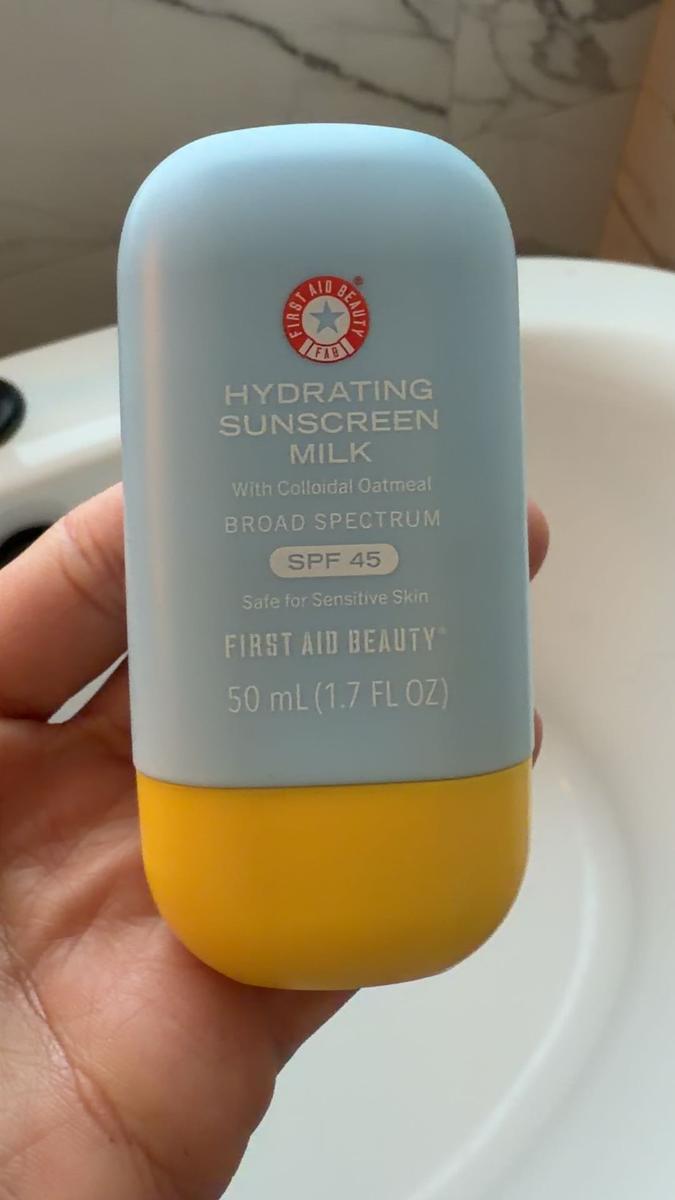 FIRST AID BEAUTY®
FAB
HYDRATING
SUNSCREEN
MILK
With Colloidal Oatmeal
BROAD SPECTRUM
SPF 45
Safe for Sensitive Skin
FIRST AID BEAUTY®
50 mL (1.7 FL OZ)